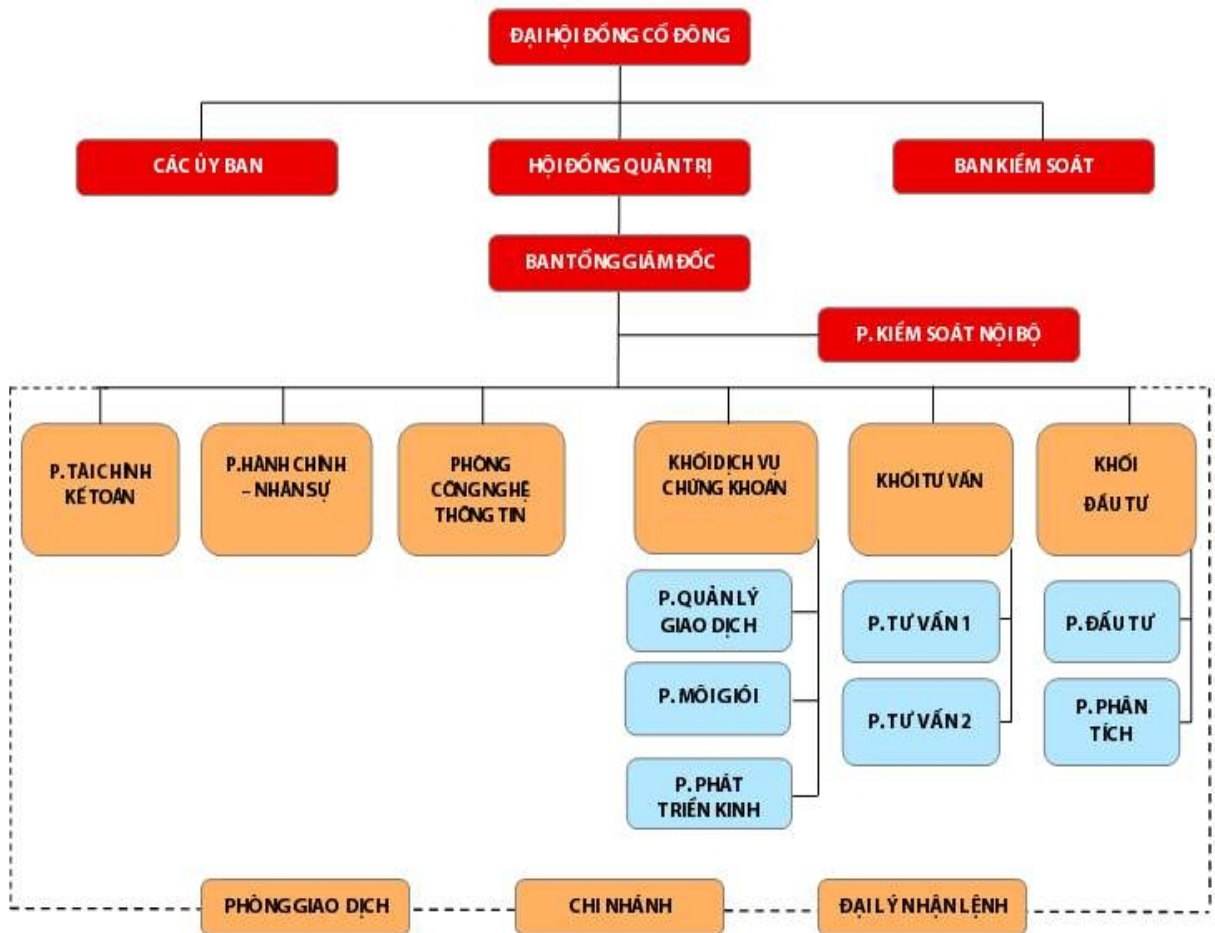 ĐẠI HỘI ĐỒNG CỔ ĐÔNG
CÁC ỦY BAN
HỘI ĐỒNG QUẢN TRỊ
BAN KIỂM SOÁT
BAN TỔNG GIÁM ĐỐC
P. KIỂM SOÁT NỘI BỘ
P. TÀI CHÍNH
KẾ TOÁN
P. HÀNH CHÍNH
– NHÂN SỰ
PHÒNG
CÔNG NGHỆ
THÔNG TIN
KHỐI DỊCH VỤ
CHỨNG KHOÁN
KHỐI TƯ VẤN
KHỐI
ĐẦU TƯ
P. QUẢN LÝ
GIAO DỊCH
P. MÔI GIỚI
P. PHÁT
TRIỂN KINH
P. TƯ VẤN 1
P. TƯ VẤN 2
P. ĐẦU TƯ
P. PHÂN
TÍCH
PHÒNG GIAO DỊCH
CHI NHÁNH
ĐẠI LÝ NHẬN LỆNH